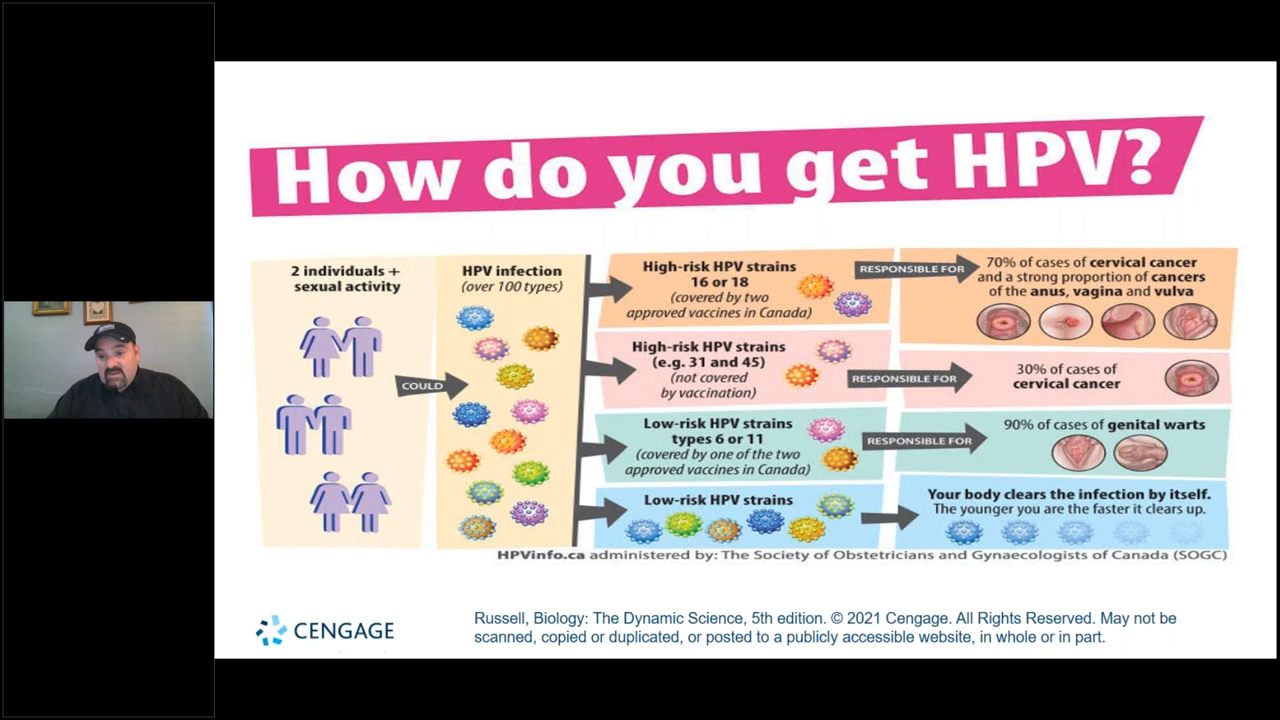 How do you get HPV?
2 individuals +
sexual activity
COULD
HPV infection
(over 100 types)
High-risk HPV strains
16 or 18
(covered by two
approved vaccines in Canada)
RESPONSIBLE FOR
70% of cases of cervical cancer
and a strong proportion of cancers
of the anus, vagina and vulva
High-risk HPV strains
(e.g. 31 and 45)
(not covered
by vaccination)
RESPONSIBLE FOR
30% of cases of
cervical cancer
Low-risk HPV strains
types 6 or 11
(covered by one of the two
approved vaccines in Canada)
RESPONSIBLE FOR
90% of cases of genital warts
Low-risk HPV strains
Your body clears the infection by itself.
The younger you are the faster it clears up.
HPVinfo.ca administered by: The Society of Obstetricians and Gynaecologists of Canada (SOGC)
CENGAGE
Russell, Biology: The Dynamic Science, 5th edition. © 2021 Cengage. All Rights Reserved. May not be
scanned, copied or duplicated, or posted to a publicly accessible website, in whole or in part.